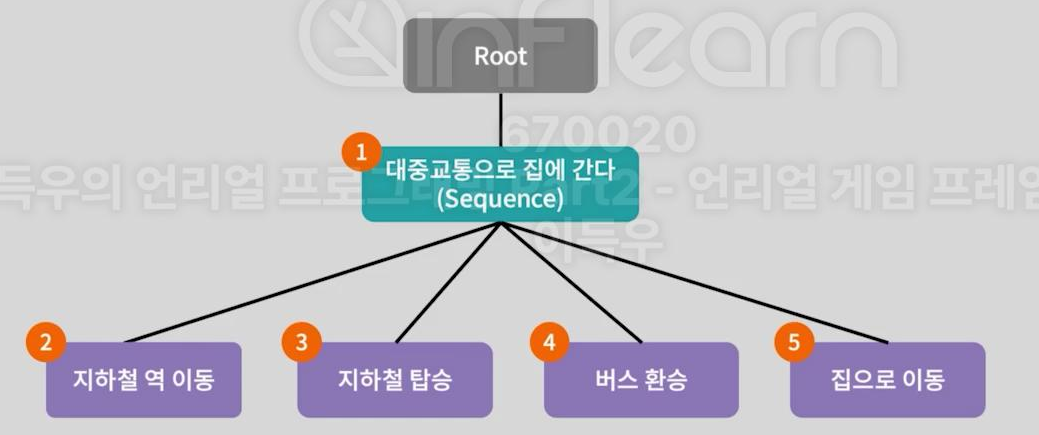 inflearn
Root
670020
1
대중교통으로 집에 간다
(Sequence)
득우의 언리얼 프로그래밍 Part2 - 언리얼 게임 프레임
이득우
2
지하철 역 이동
3
지하철 탑승
4
버스 환승
5
집으로 이동